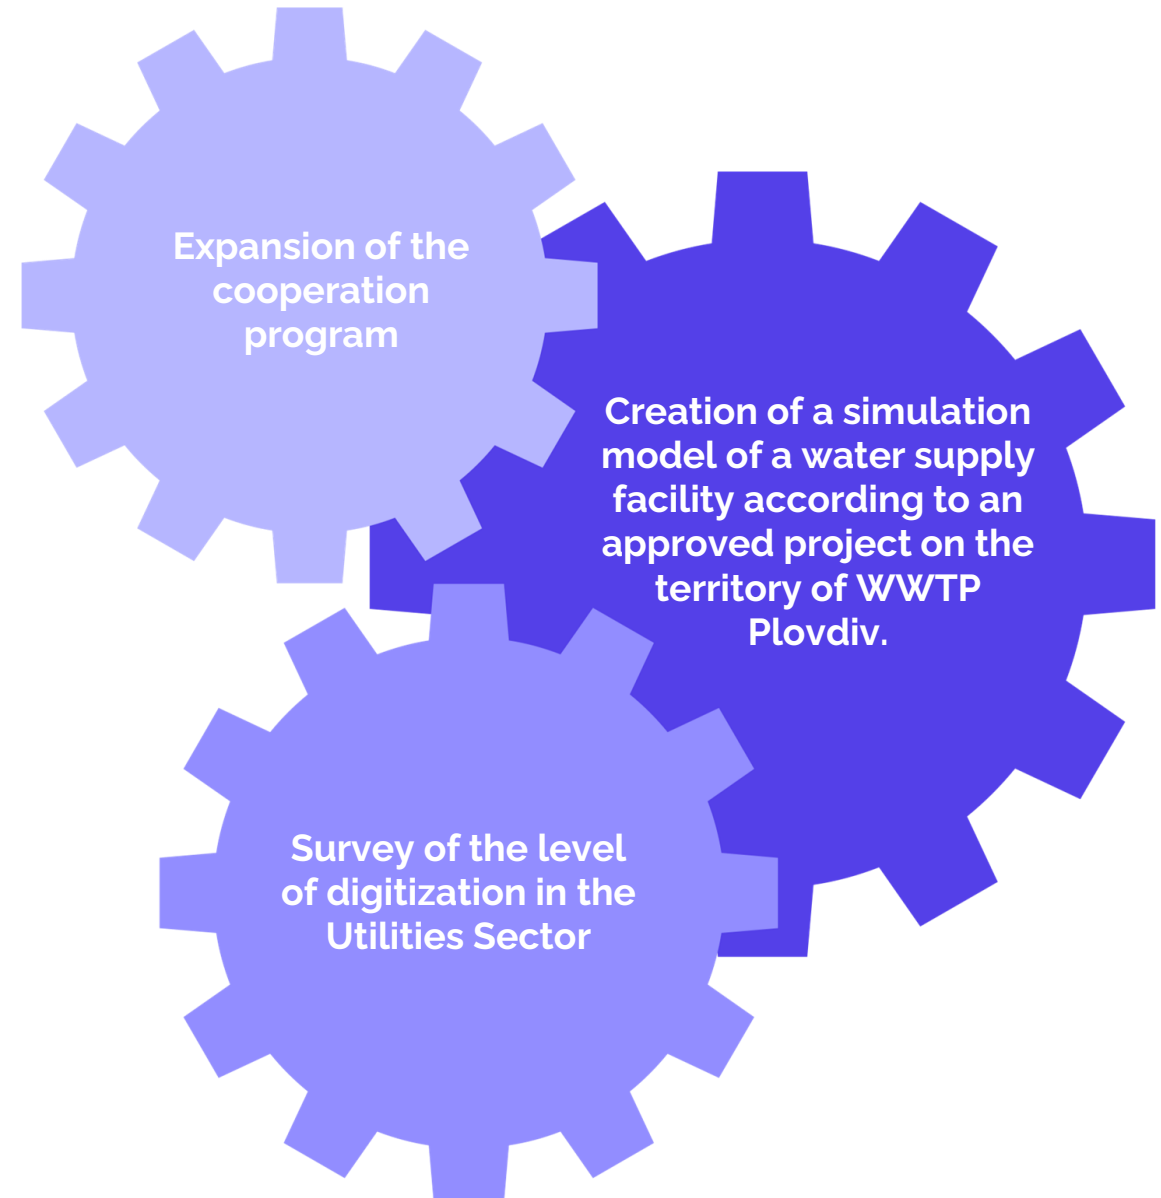 Expansion of the
cooperation
program
Creation of a simulation
model of a water supply
facility according to an
approved project on the
territory of WWTP
Plovdiv.
Survey of the level
of digitization in the
Utilities Sector